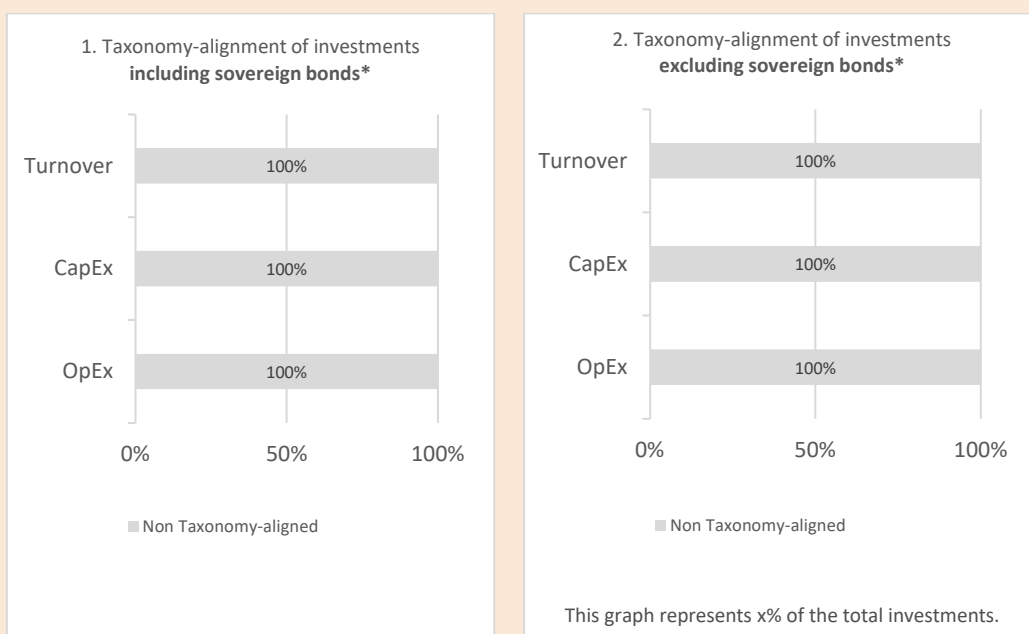 1. Taxonomy-alignment of investments
including sovereign bonds*
Turnover
100%
CapEx
100%
OpEx
100%
0%
50%
100%
Non Taxonomy-aligned
2. Taxonomy-alignment of investments
excluding sovereign bonds*
Turnover
100%
CapEx
100%
OpEx
100%
0%
50%
100%
Non Taxonomy-aligned
This graph represents x% of the total investments.